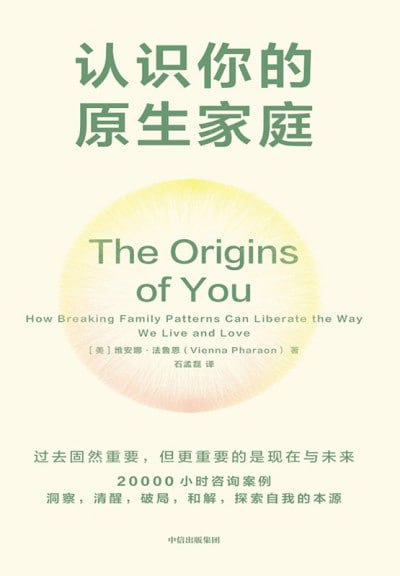 认识你的
原生家庭
The Origins
of You
How Breaking Family Patterns Can Liberate the Way
We Live and Love
［美］维安娜·法鲁恩（Vienna Pharaon）著
石孟磊 译
过去固然重要，但更重要的是现在与未来
20000 小时咨询案例
洞察，清醒，破局，和解，探索自我的本源
中信出版集团